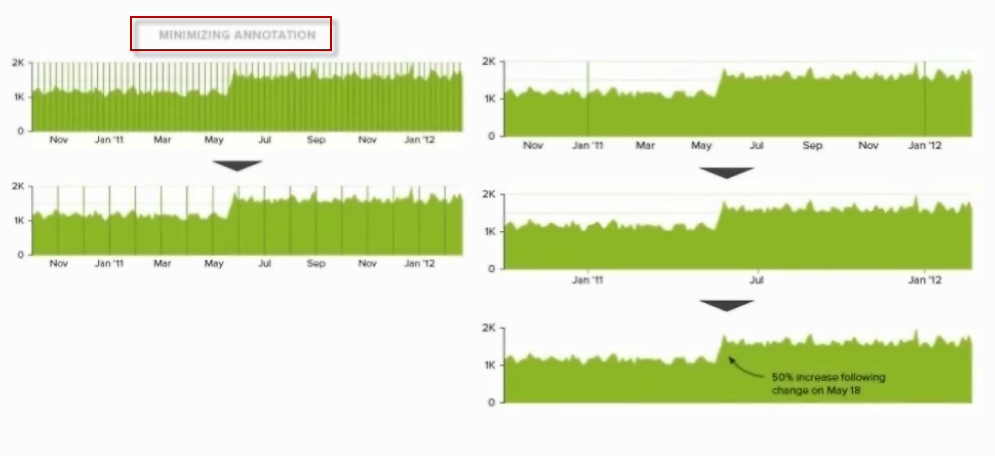 MINIMIZING ANNOTATION
2K
1K
0
Nov Jan '11 Mar May Jul Sep Nov Jan '12
2K
1K
0
Nov Jan '11 Mar May Jul Sep Nov Jan '12
2K
1K
0
Nov Jan '11 Mar May Jul Sep Nov Jan '12
2K
1K
0
Jan '11 Jul Jan '12
2K
1K
0
50% increase following
change on May 18